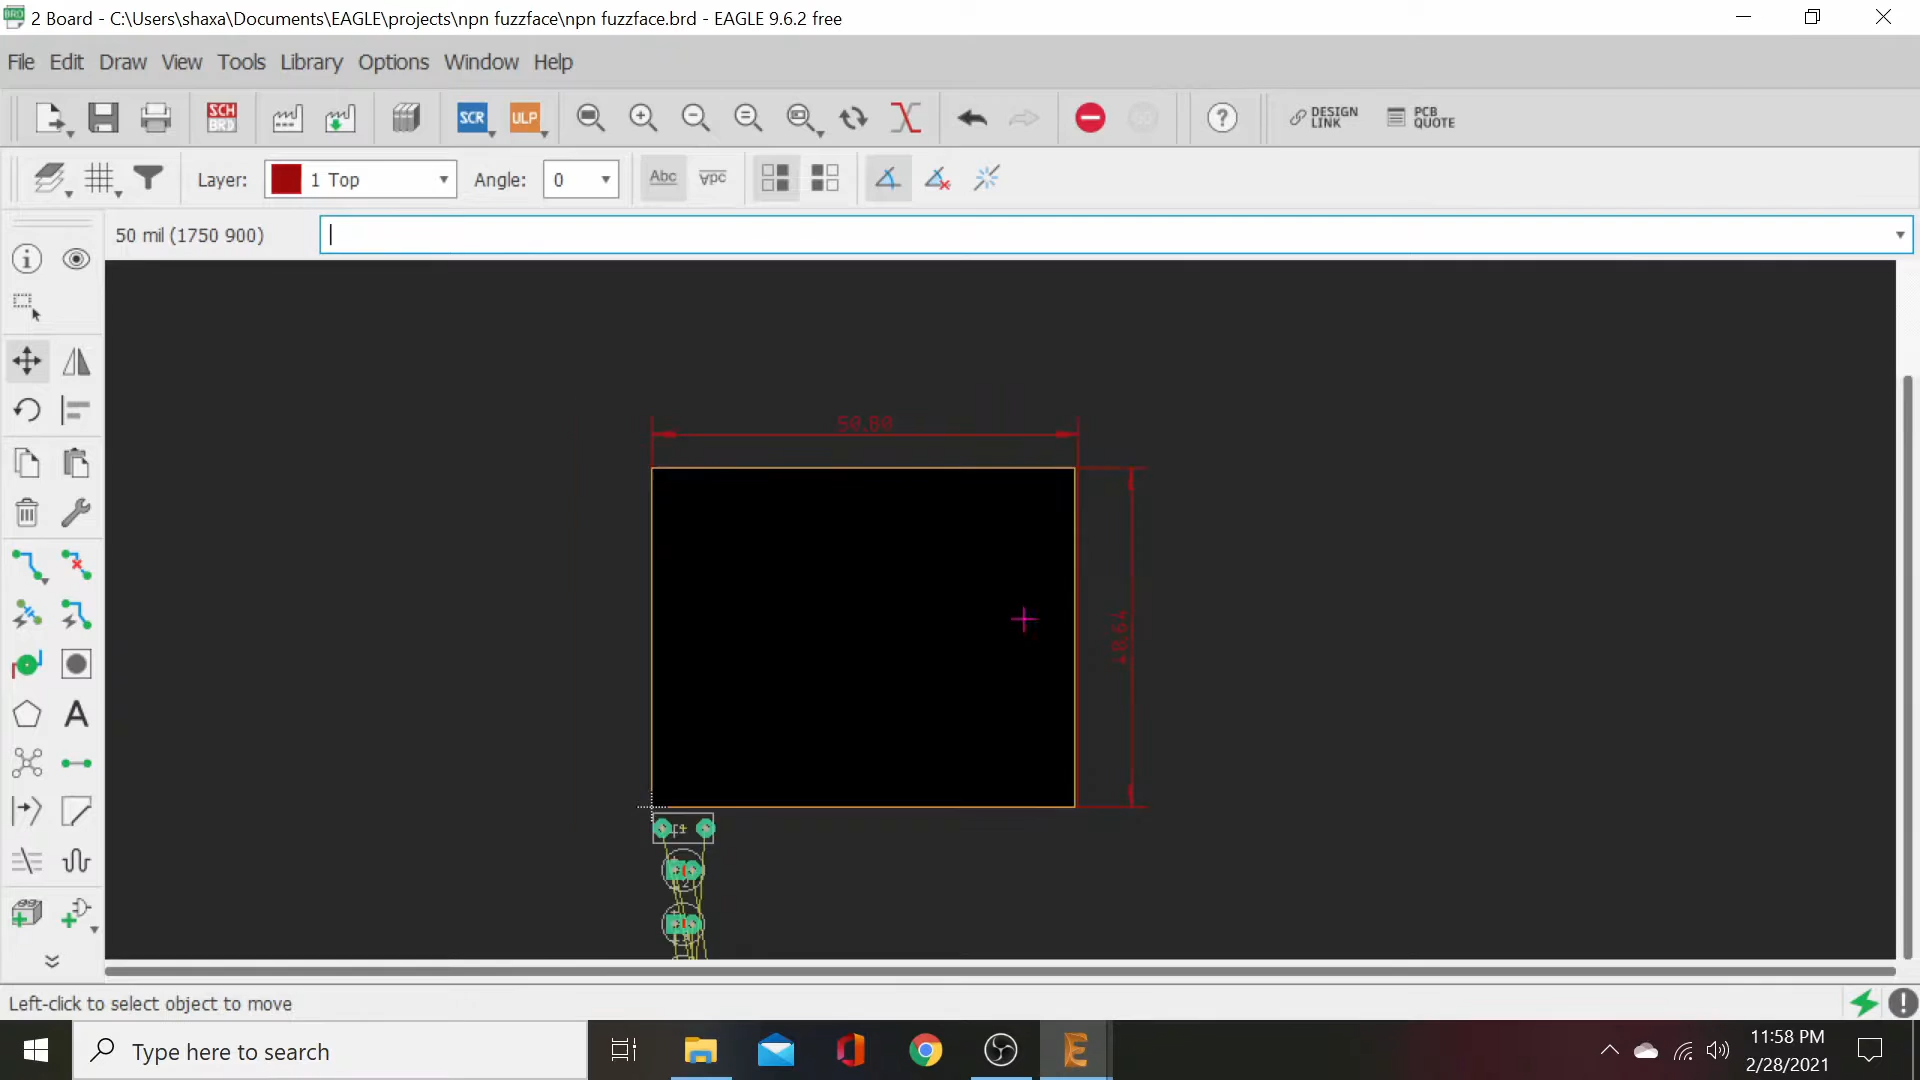 2 Board - C:\Users\shaxa\Documents\EAGLE\projects\npn fuzzface\npn fuzzface.brd - EAGLE 9.6.2 free
File Edit Draw View Tools Library Options Window Help
SCH BRD SCR ULP DESIGN LINK PCB QUOTE
Layer: 1 Top Angle: 0 Abc Abc
50 mil (1750 900)
50.80
40.64
Left-click to select object to move
Type here to search
11:58 PM
2/28/2021